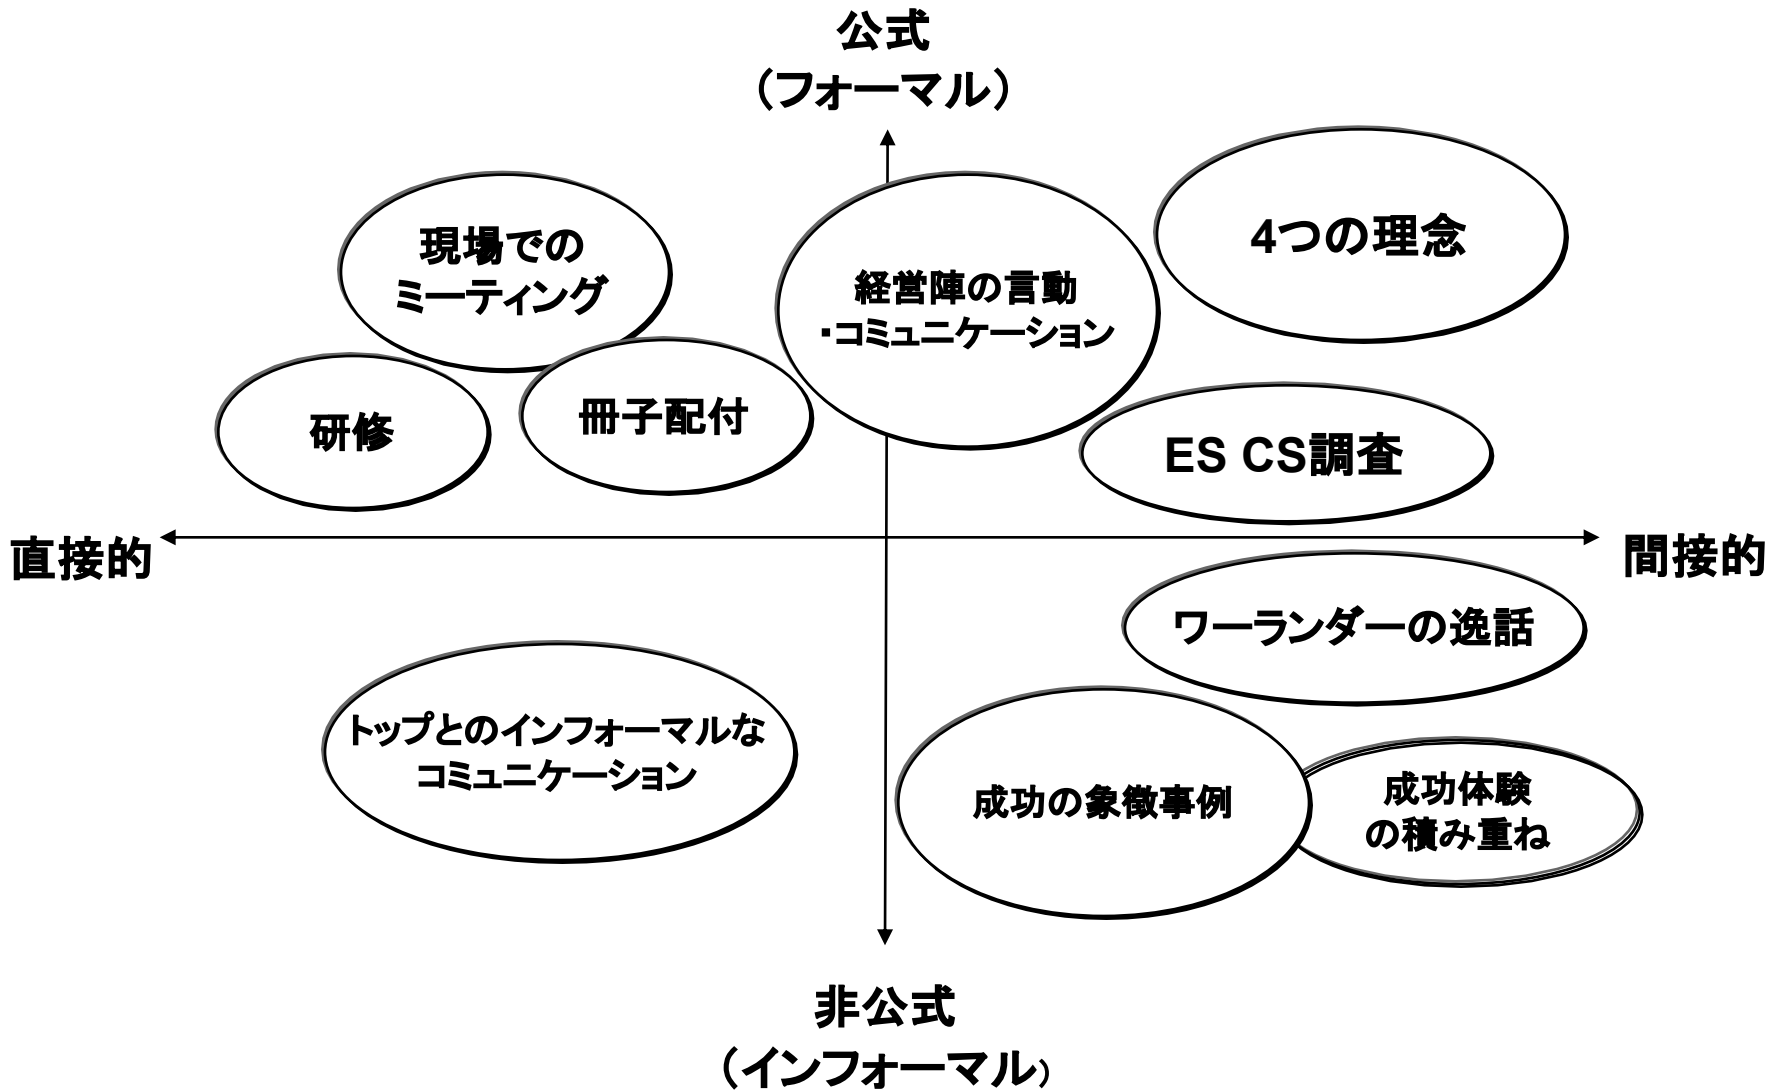 公式
（フォーマル）
4つの理念
現場での
ミーティング
経営陣の言動
・コミュニケーション
冊子配付
研修
ES CS調査
直接的
間接的
ワーランダーの逸話
トップとのインフォーマルな
コミュニケーション
成功の象徴事例
成功体験
の積み重ね
非公式
（インフォーマル）